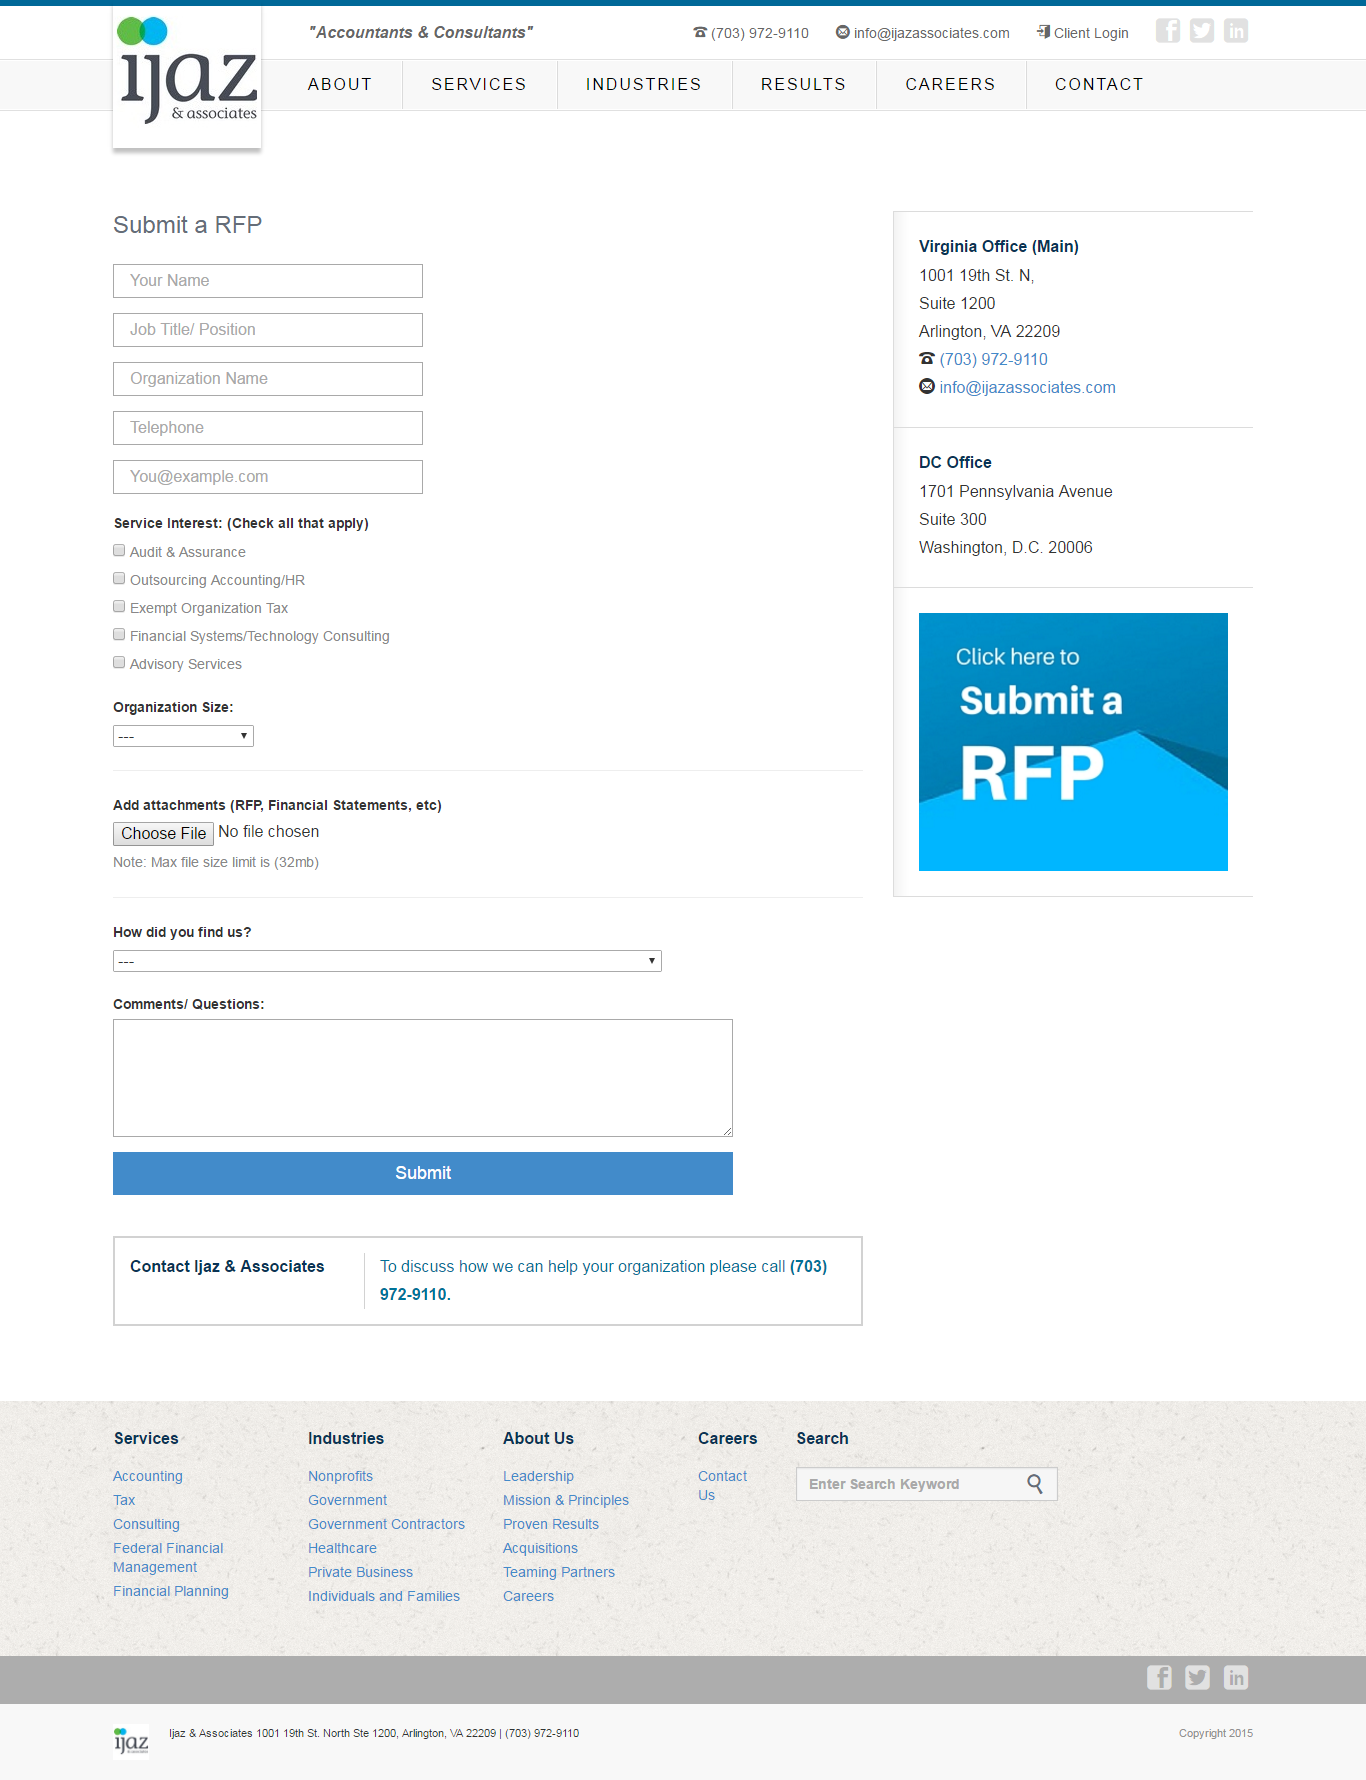 "Accountants & Consultants"
(703) 972-9110
info@ijazassociates.com
Client Login
ijaz
& associates
ABOUT
SERVICES
INDUSTRIES
RESULTS
CAREERS
CONTACT
Submit a RFP
Your Name
Job Title/ Position
Organization Name
Telephone
You@example.com
Service Interest: (Check all that apply)
Audit & Assurance
Outsourcing Accounting/HR
Exempt Organization Tax
Financial Systems/Technology Consulting
Advisory Services
Organization Size:
---
Add attachments (RFP, Financial Statements, etc)
Choose File No file chosen
Note: Max file size limit is (32mb)
How did you find us?
---
Comments/ Questions:
Submit
Contact Ijaz & Associates
To discuss how we can help your organization please call (703)
972-9110.
Virginia Office (Main)
1001 19th St. N,
Suite 1200
Arlington, VA 22209
(703) 972-9110
info@ijazassociates.com
DC Office
1701 Pennsylvania Avenue
Suite 300
Washington, D.C. 20006
Click here to
Submit a
RFP
Services
Accounting
Tax
Consulting
Federal Financial
Management
Financial Planning
Industries
Nonprofits
Government
Government Contractors
Healthcare
Private Business
Individuals and Families
About Us
Leadership
Mission & Principles
Proven Results
Acquisitions
Teaming Partners
Careers
Careers
Contact
Us
Search
Enter Search Keyword
ijaz
Ijaz & Associates 1001 19th St. North Ste 1200, Arlington, VA 22209 | (703) 972-9110
Copyright 2015